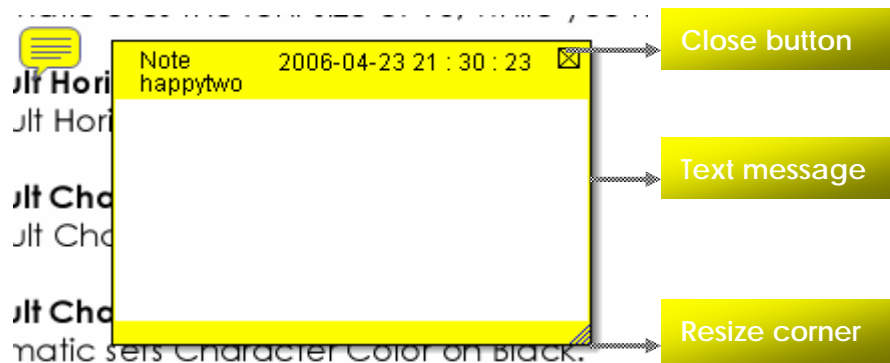 Note 2006-04-23 21 : 30 : 23
happytwo
Close button
ult Hori
ult Hori
Text message
ult Cha
ult Cha
ult Cha
Resize corner
matic sets Character Color on Black.